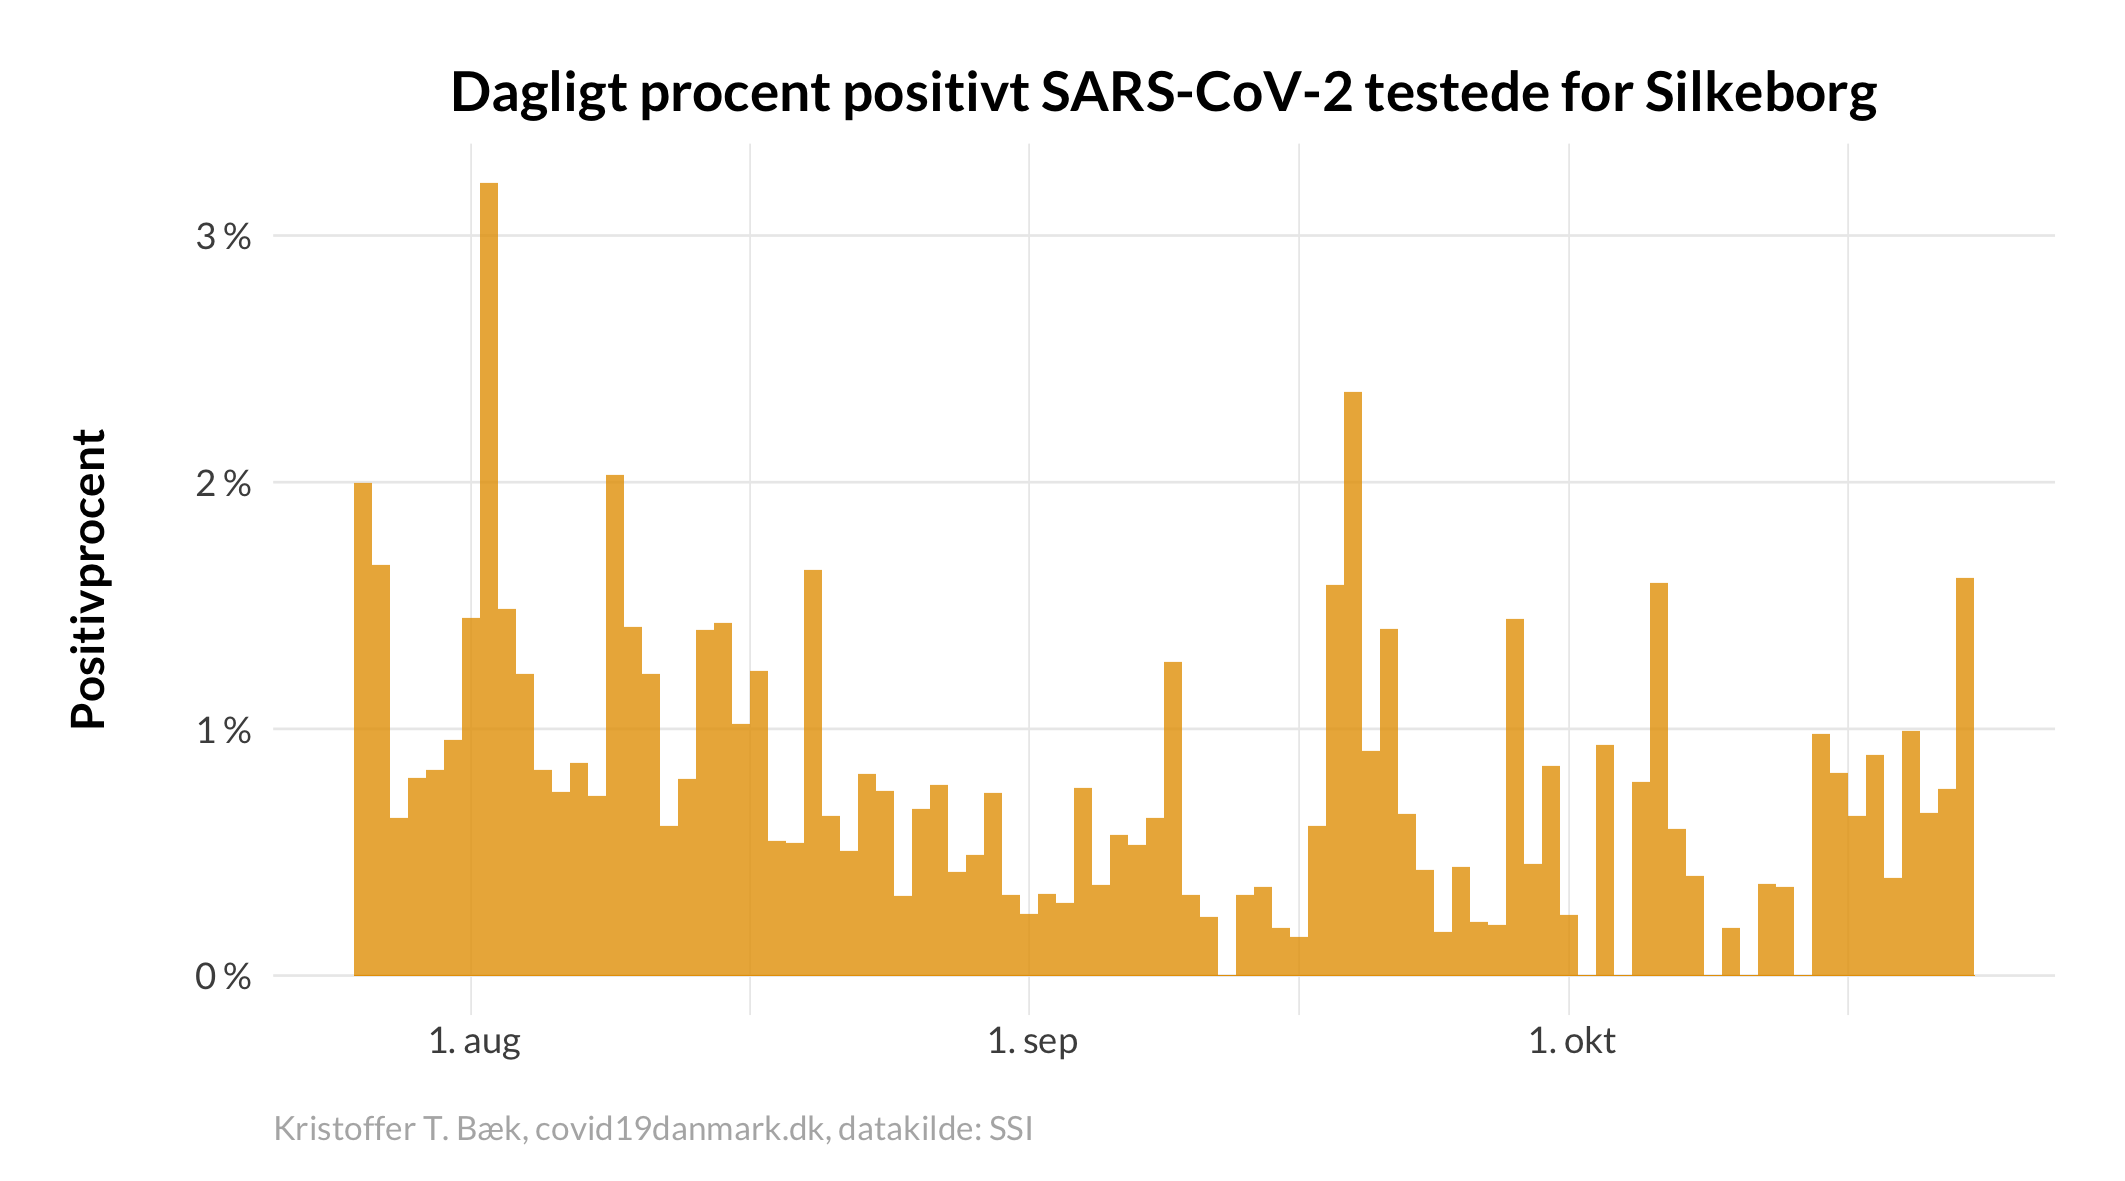 Dagligt procent positivt SARS-CoV-2 testede for Silkeborg
Positivprocent
3 %
2 %
1 %
0 %
1. aug
1. sep
1. okt
Kristoffer T. Bæk, covid19danmark.dk, datakilde: SSI